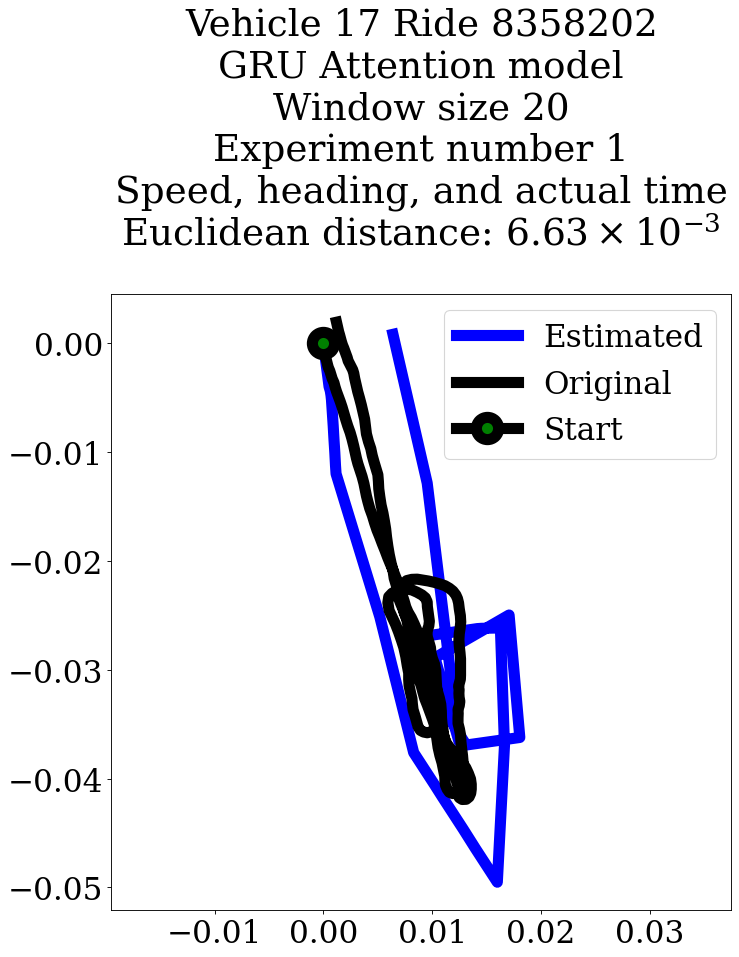 Vehicle 17 Ride 8358202
GRU Attention model
Window size 20
Experiment number 1
Speed, heading, and actual time
Euclidean distance: 6.63 × 10⁻³
Estimated
Original
Start
0.00
−0.01
−0.02
−0.03
−0.04
−0.05
−0.01 0.00 0.01 0.02 0.03